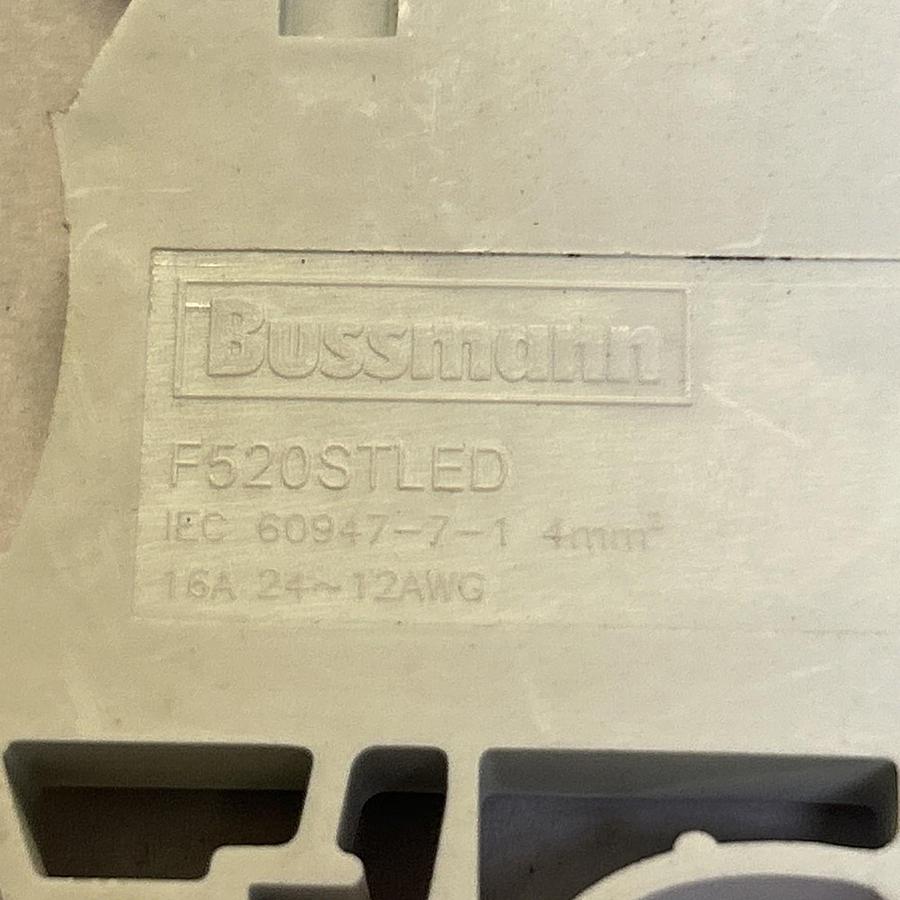 Bussmann
F520STLED
IEC 60947-7-1 4mm²
16A 24~12AWG